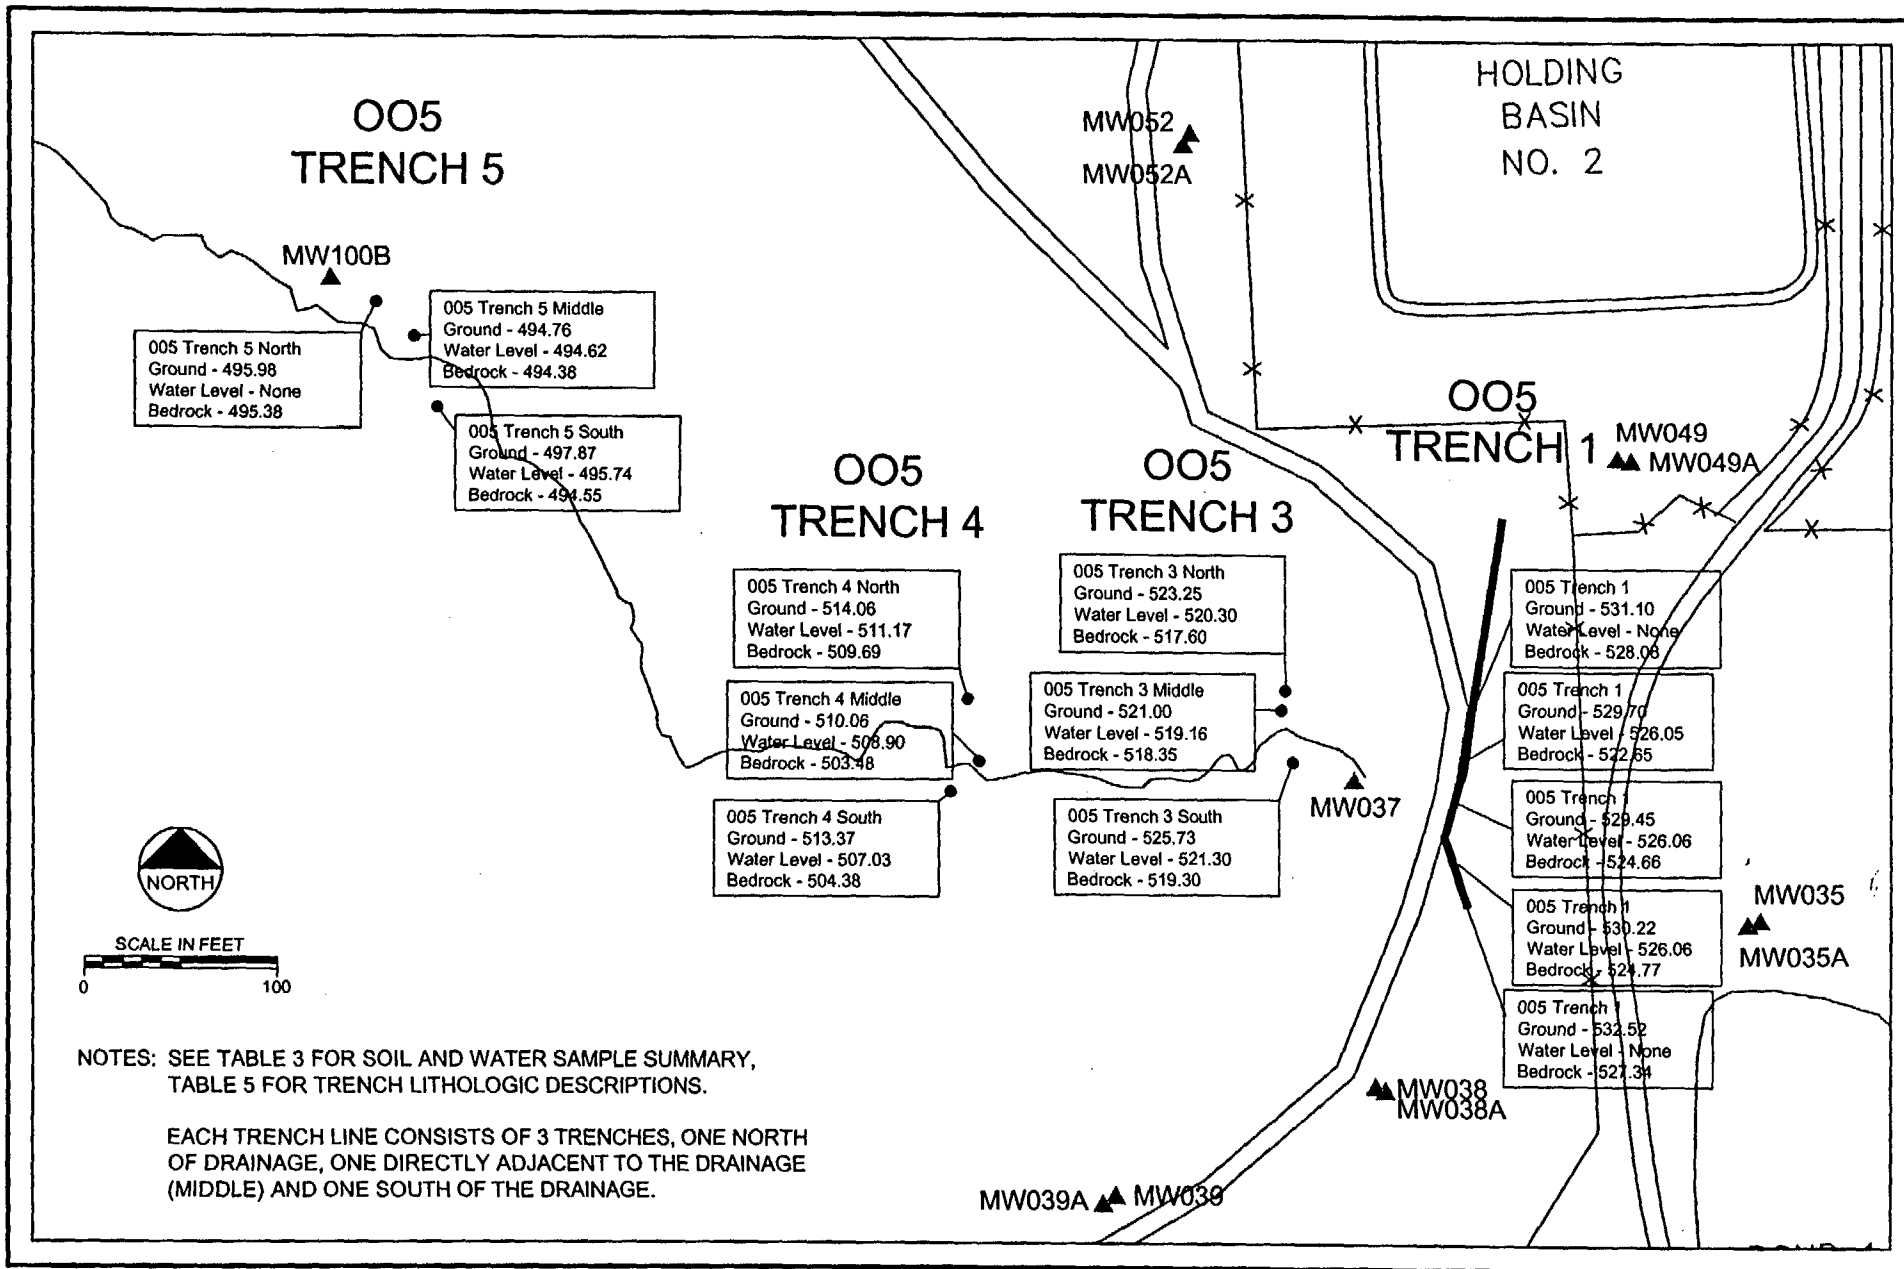 HOLDING
BASIN
NO. 2
OO5
TRENCH 5
MW052
MW052A
MW100B
005 Trench 5 Middle
Ground - 494.76
Water Level - 494.62
Bedrock - 494.38
005 Trench 5 North
Ground - 495.98
Water Level - None
Bedrock - 495.38
005 Trench 5 South
Ground - 497.87
Water Level - 495.74
Bedrock - 494.55
OO5
TRENCH 4
OO5
TRENCH 3
OO5
TRENCH 1
MW049
MW049A
005 Trench 4 North
Ground - 514.06
Water Level - 511.17
Bedrock - 509.69
005 Trench 4 Middle
Ground - 510.06
Water Level - 508.90
Bedrock - 503.48
005 Trench 4 South
Ground - 513.37
Water Level - 507.03
Bedrock - 504.38
005 Trench 3 North
Ground - 523.25
Water Level - 520.30
Bedrock - 517.60
005 Trench 3 Middle
Ground - 521.00
Water Level - 519.16
Bedrock - 518.35
005 Trench 3 South
Ground - 525.73
Water Level - 521.30
Bedrock - 519.30
MW037
005 Trench 1
Ground - 531.10
Water Level - None
Bedrock - 528.08
005 Trench 1
Ground - 529.70
Water Level - 526.05
Bedrock - 522.65
005 Trench 1
Ground - 529.45
Water Level - 526.06
Bedrock - 524.66
005 Trench 1
Ground - 530.22
Water Level - 526.06
Bedrock - 524.77
005 Trench 1
Ground - 532.52
Water Level - None
Bedrock - 527.34
MW035
MW035A
MW038
MW038A
MW039A
MW039
NORTH
SCALE IN FEET
0 100
NOTES: SEE TABLE 3 FOR SOIL AND WATER SAMPLE SUMMARY,
TABLE 5 FOR TRENCH LITHOLOGIC DESCRIPTIONS.
EACH TRENCH LINE CONSISTS OF 3 TRENCHES, ONE NORTH
OF DRAINAGE, ONE DIRECTLY ADJACENT TO THE DRAINAGE
(MIDDLE) AND ONE SOUTH OF THE DRAINAGE.